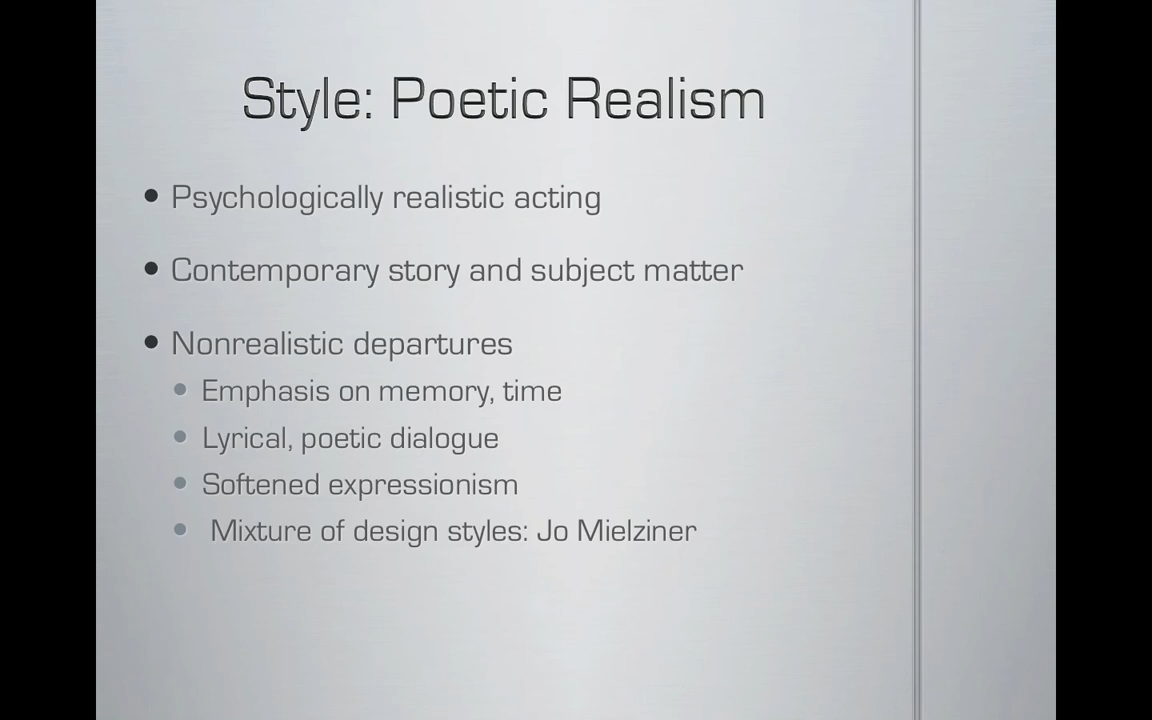 Style: Poetic Realism
• Psychologically realistic acting
• Contemporary story and subject matter
• Nonrealistic departures
• Emphasis on memory, time
• Lyrical, poetic dialogue
• Softened expressionism
• Mixture of design styles: Jo Mielziner